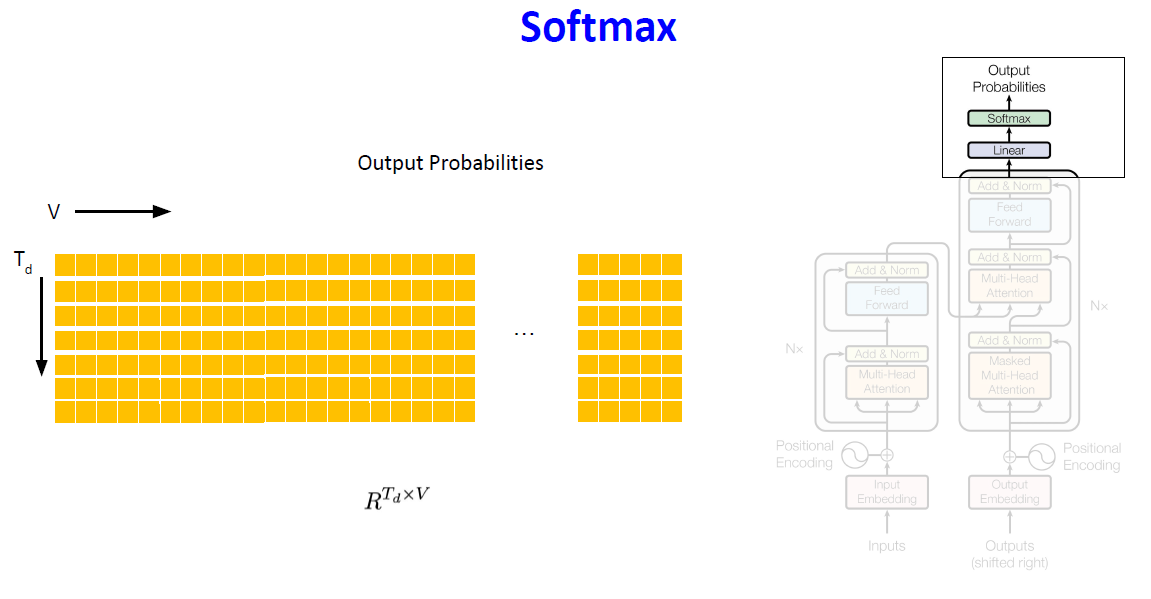 Softmax
Output Probabilities
V
T_d
...
R^{T_d×V}
Output
Probabilities
Softmax
Linear
Add & Norm
Feed
Forward
Add & Norm
Multi-Head
Attention
N×
Add & Norm
Masked
Multi-Head
Attention
Add & Norm
Feed
Forward
N×
Add & Norm
Multi-Head
Attention
Positional
Encoding
Positional
Encoding
Input
Embedding
Output
Embedding
Inputs
Outputs
(shifted right)